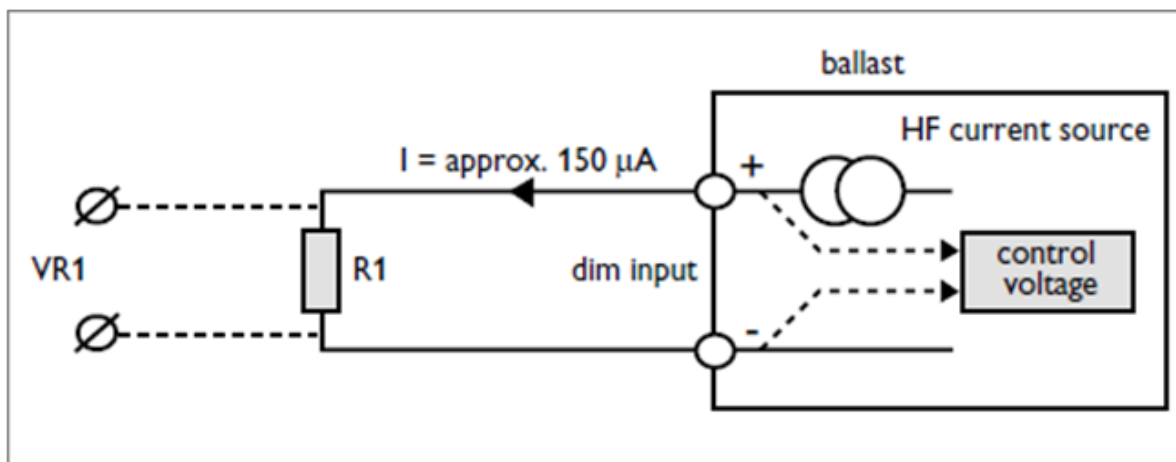 ballast
HF current source
I = approx. 150 µA
+
VR1
R1
dim input
control
voltage
-